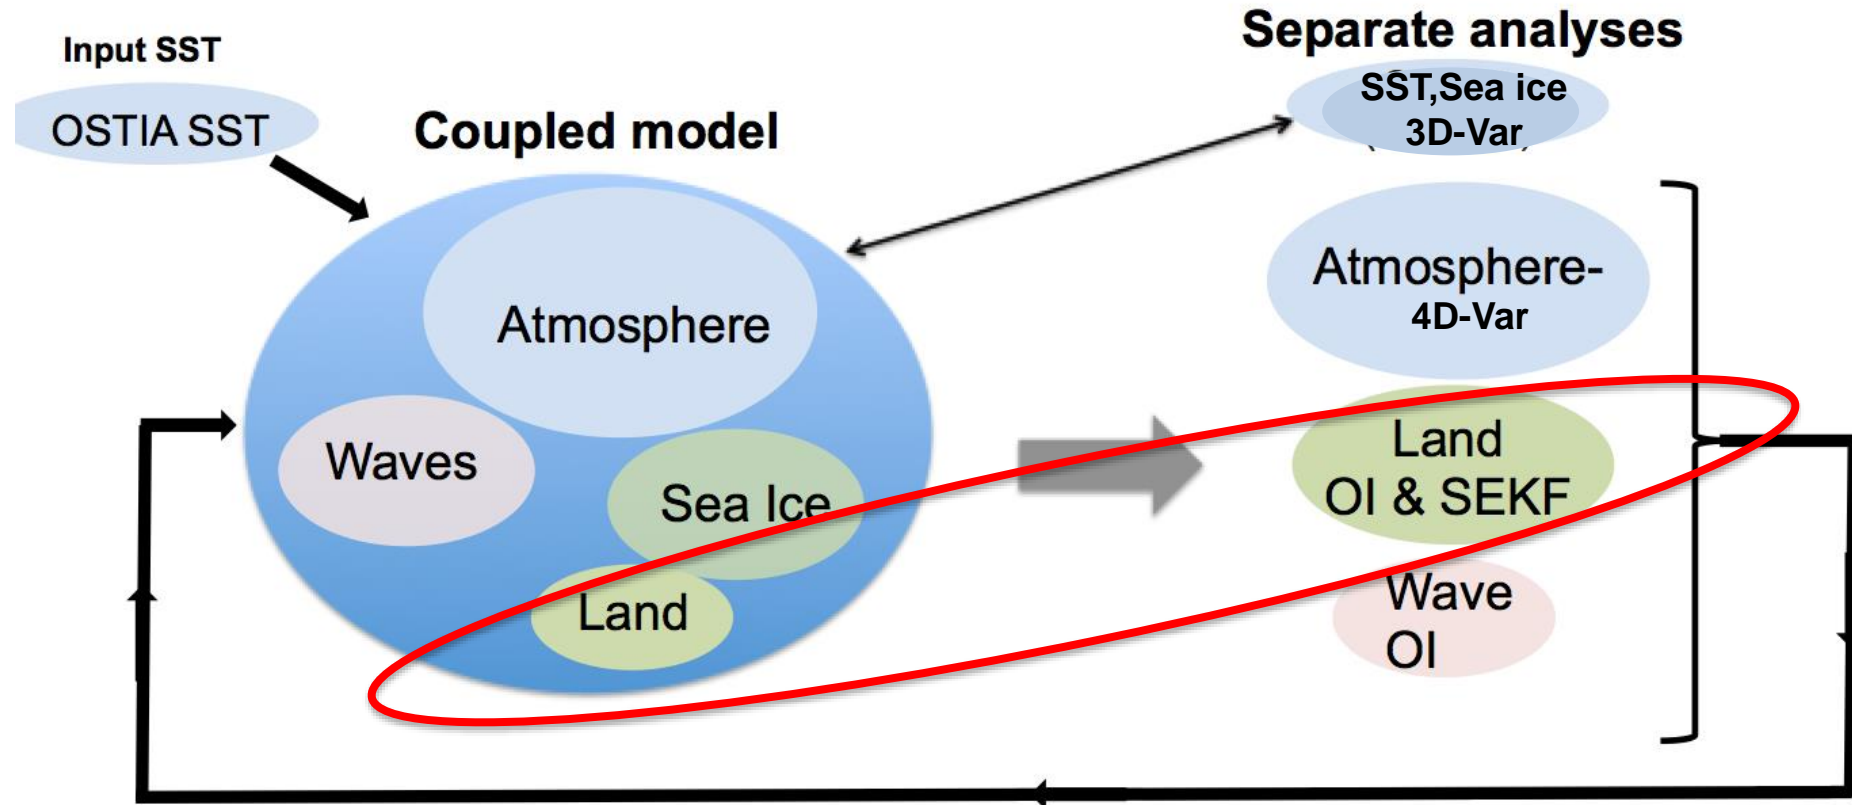 Input SST
OSTIA SST
Coupled model
Atmosphere
Waves
Sea Ice
Land
Separate analyses
SST,Sea ice
3D-Var
Atmosphere-
4D-Var
Land
OI & SEKF
Wave
OI